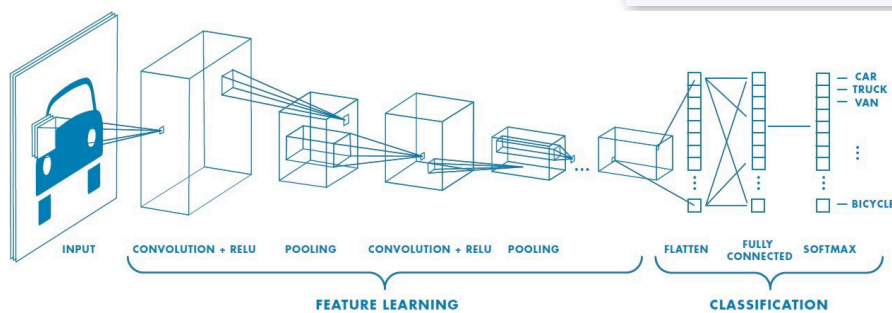 CAR
TRUCK
VAN
BICYCLE
INPUT
CONVOLUTION + RELU
POOLING
CONVOLUTION + RELU
POOLING
FLATTEN
FULLY
CONNECTED
SOFTMAX
FEATURE LEARNING
CLASSIFICATION